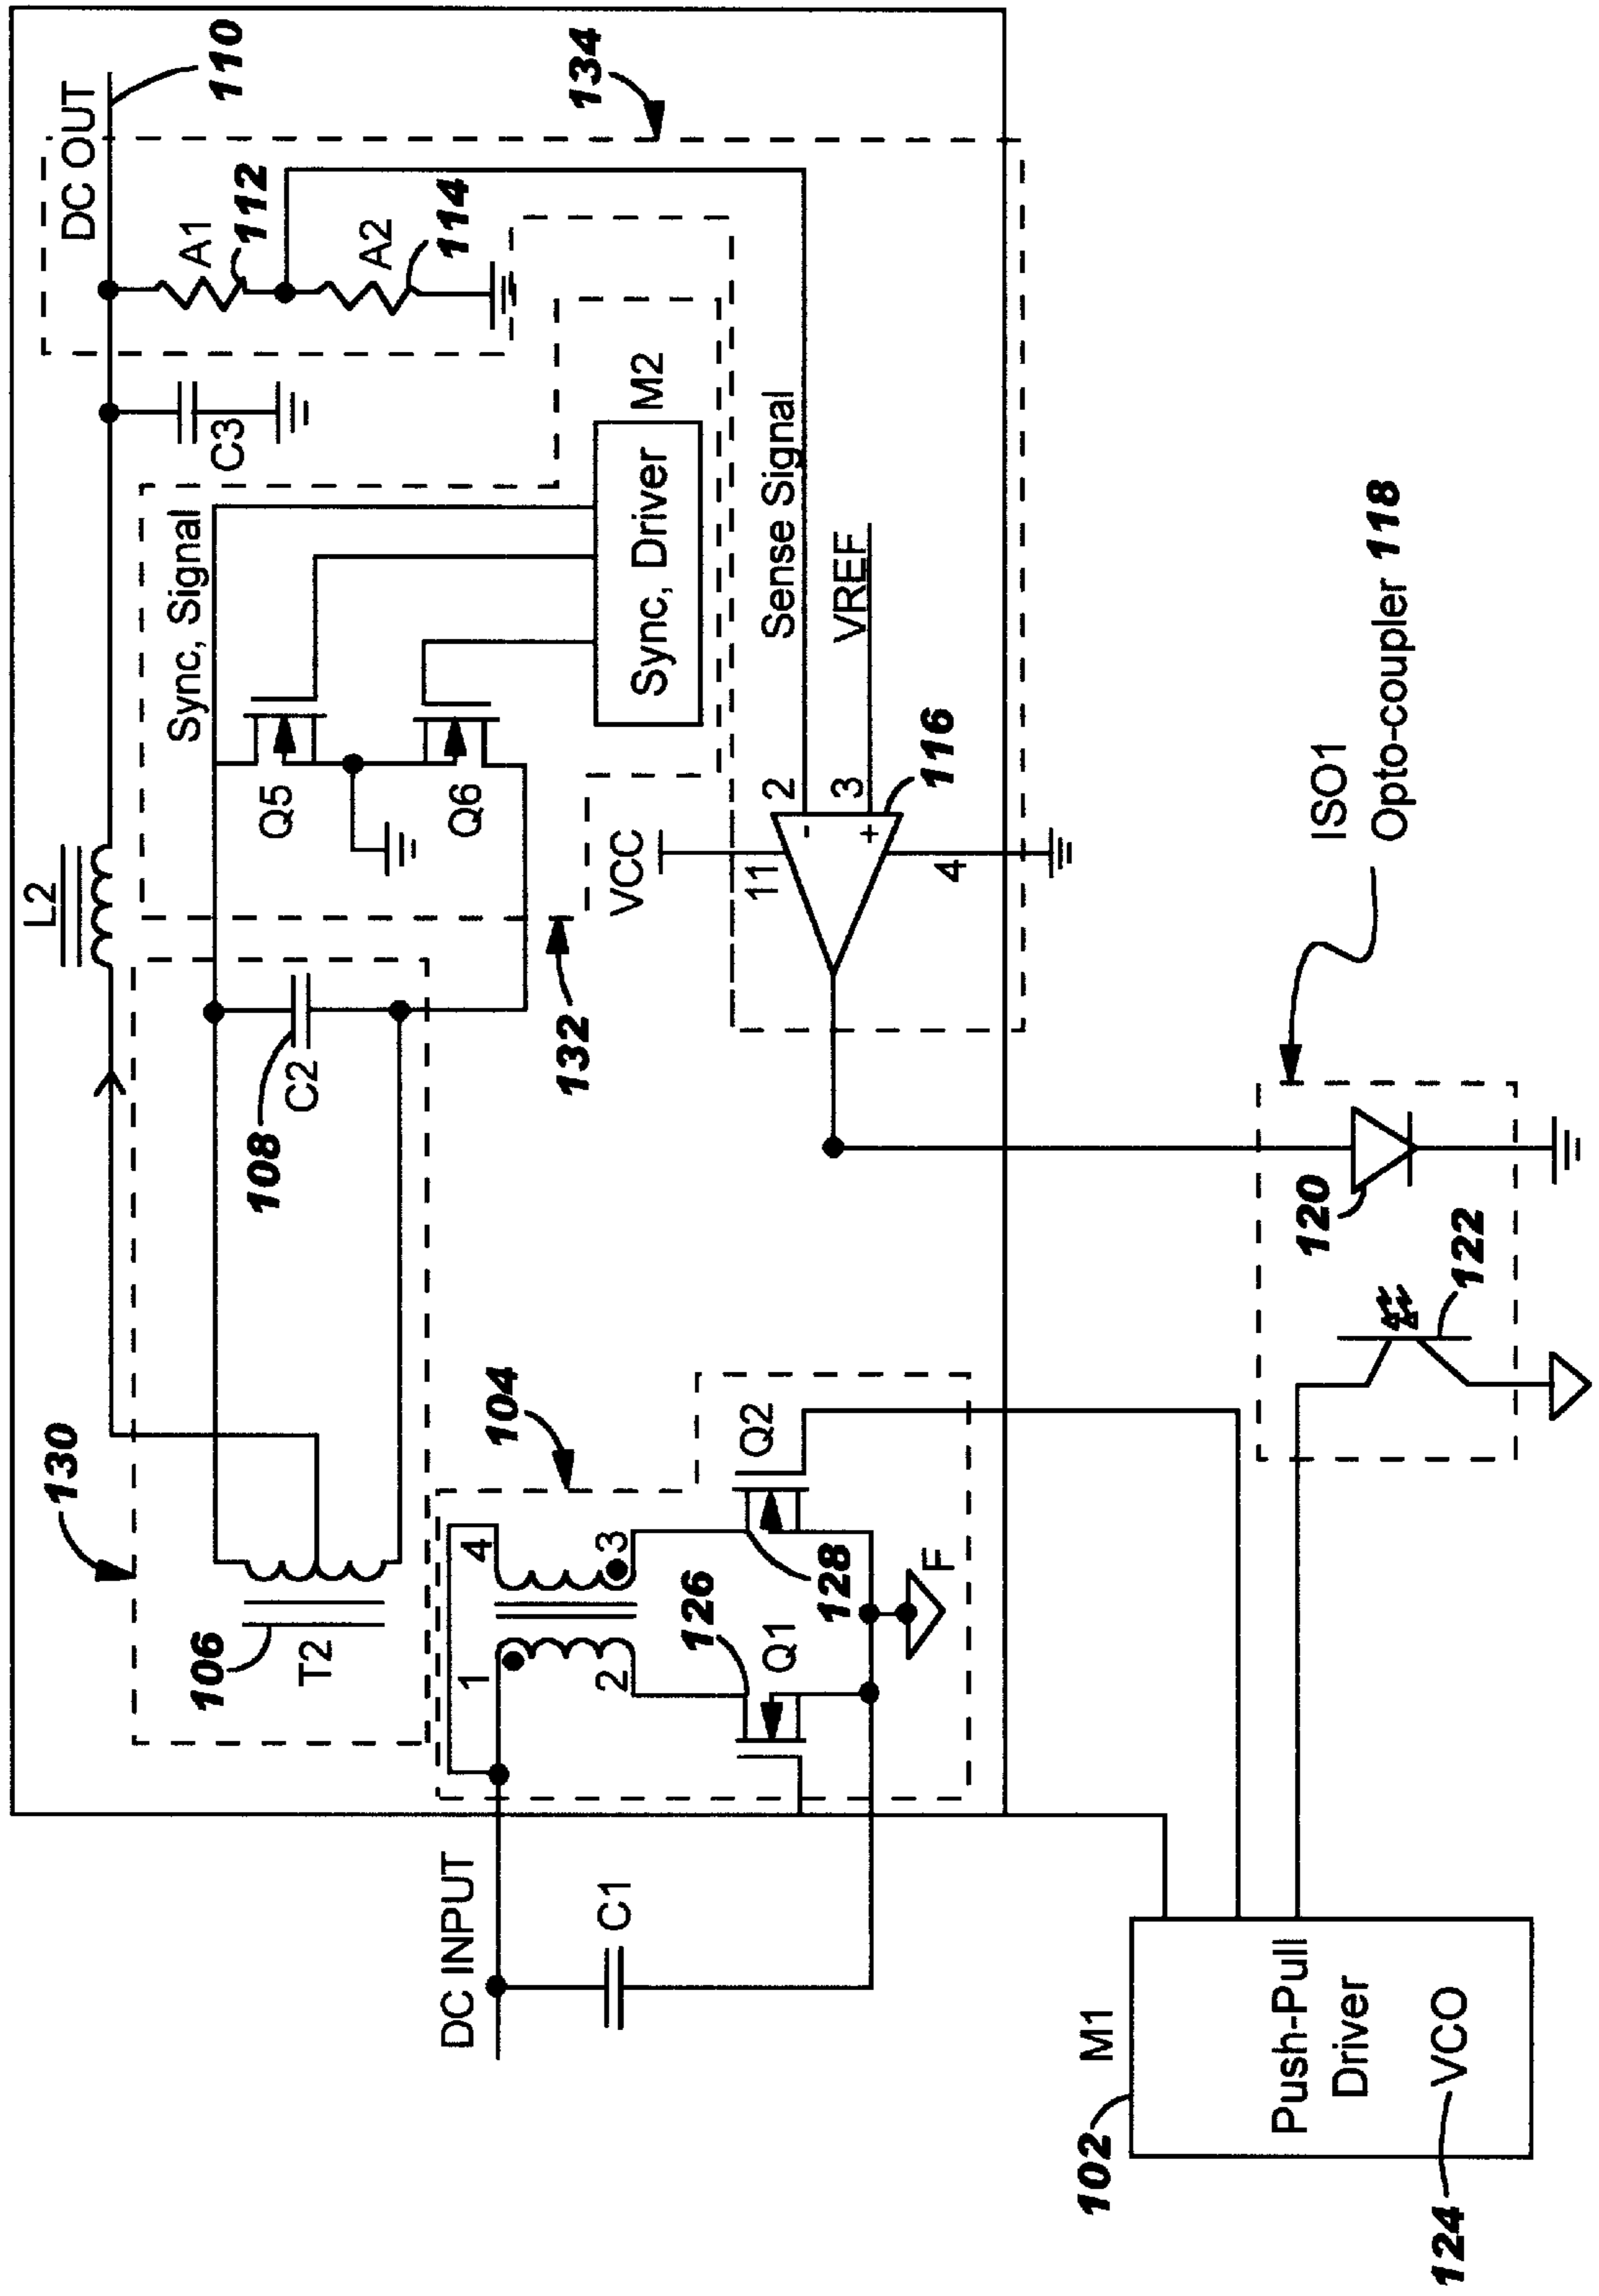 DC INPUT
C1
M1
102
Push-Pull
Driver
VCO
124
130
106
T2
104
1
4
2
3
126
Q1
128
Q2
F
L2
108
C2
132
Sync, Signal
Q5
Q6
Sync, Driver
M2
C3
DC OUT
110
A1
112
A2
114
134
Sense Signal
VREF
VCC
11
2
3
-
+
4
116
ISO1
Opto-coupler 118
120
122